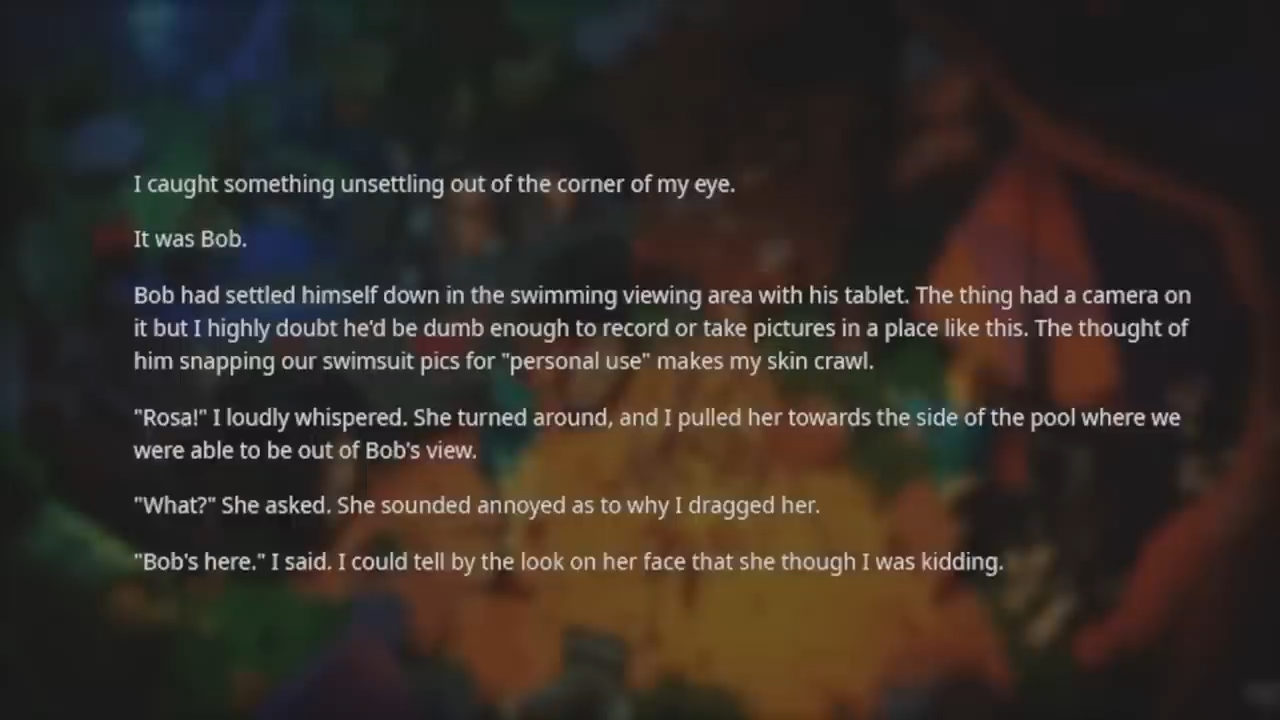 I caught something unsettling out of the corner of my eye.
It was Bob.
Bob had settled himself down in the swimming viewing area with his tablet. The thing had a camera on
it but I highly doubt he'd be dumb enough to record or take pictures in a place like this. The thought of
him snapping our swimsuit pics for "personal use" makes my skin crawl.
"Rosa!" I loudly whispered. She turned around, and I pulled her towards the side of the pool where we
were able to be out of Bob's view.
"What?" She asked. She sounded annoyed as to why I dragged her.
"Bob's here." I said. I could tell by the look on her face that she though I was kidding.